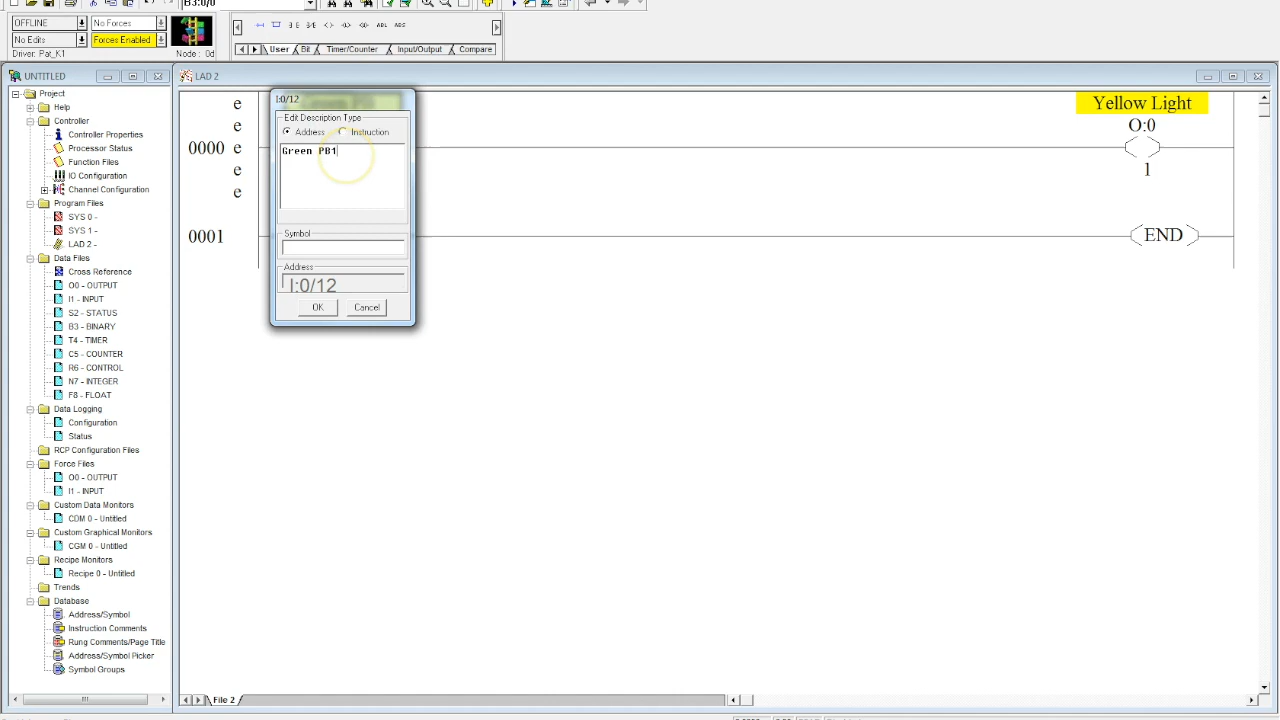 B3:0/0
OFFLINE
No Forces
No Edits
Forces Enabled
Driver: Pat_K1
Node : 0d
User
Bit
Timer/Counter
Input/Output
Compare
UNTITLED
Project
Help
Controller
Controller Properties
Processor Status
Function Files
IO Configuration
Channel Configuration
Program Files
SYS 0 -
SYS 1 -
LAD 2 -
Data Files
Cross Reference
O0 - OUTPUT
I1 - INPUT
S2 - STATUS
B3 - BINARY
T4 - TIMER
C5 - COUNTER
R6 - CONTROL
N7 - INTEGER
F8 - FLOAT
Data Logging
Configuration
Status
RCP Configuration Files
Force Files
O0 - OUTPUT
I1 - INPUT
Custom Data Monitors
CDM 0 - Untitled
Custom Graphical Monitors
CGM 0 - Untitled
Recipe Monitors
Recipe 0 - Untitled
Trends
Database
Address/Symbol
Instruction Comments
Rung Comments/Page Title
Address/Symbol Picker
Symbol Groups
LAD 2
e
e
0000 e
e
e
0001
I:0/12
Edit Description Type
Address
Instruction
Green PB1
Symbol
Address
I:0/12
OK
Cancel
Yellow Light
O:0
1
END
File 2